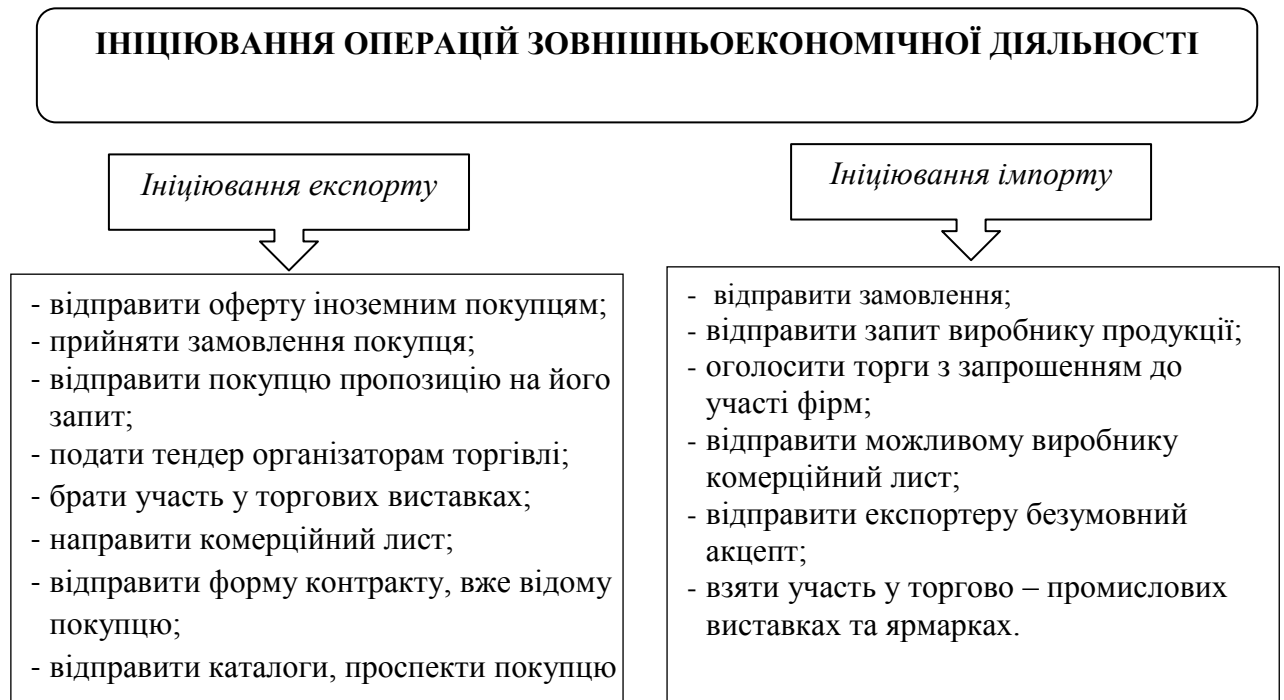 ІНІЦІЮВАННЯ ОПЕРАЦІЙ ЗОВНІШНЬОЕКОНОМІЧНОЇ ДІЯЛЬНОСТІ
Ініціювання експорту
- відправити оферту іноземним покупцям;
- прийняти замовлення покупця;
- відправити покупцю пропозицію на його
запит;
- подати тендер організаторам торгівлі;
- брати участь у торгових виставках;
- направити комерційний лист;
- відправити форму контракту, вже відому
покупцю;
- відправити каталоги, проспекти покупцю
Ініціювання імпорту
- відправити замовлення;
- відправити запит виробнику продукції;
- оголосити торги з запрошенням до
участі фірм;
- відправити можливому виробнику
комерційний лист;
- відправити експортеру безумовний
акцепт;
- взяти участь у торгово – промислових
виставках та ярмарках.